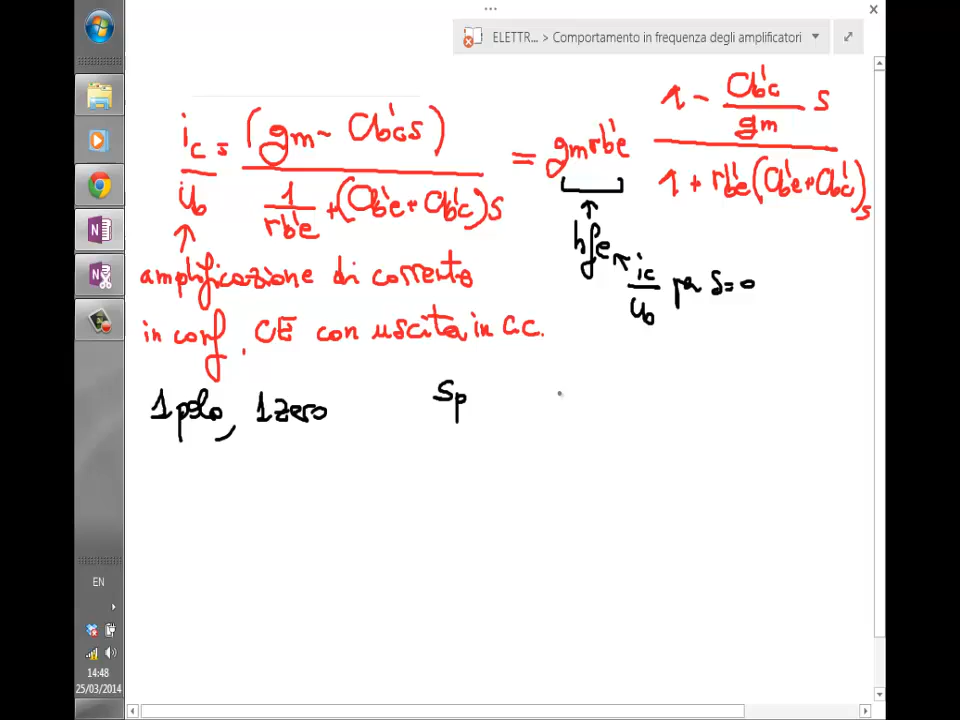 ELETTR... > Comportamento in frequenza degli amplificatori
ic/ib = (gm - Cb'c s) / (1/rb'e + (Cb'e + Cb'c) s) = gm rb'e (1 - Cb'c/gm s) / (1 + rb'e (Cb'e + Cb'c) s)
hfe
ic/ib per s=0
amplificazione di corrente
in conf. CE con uscita in c.c.
1 polo, 1 zero
sp
EN
14:48
25/03/2014